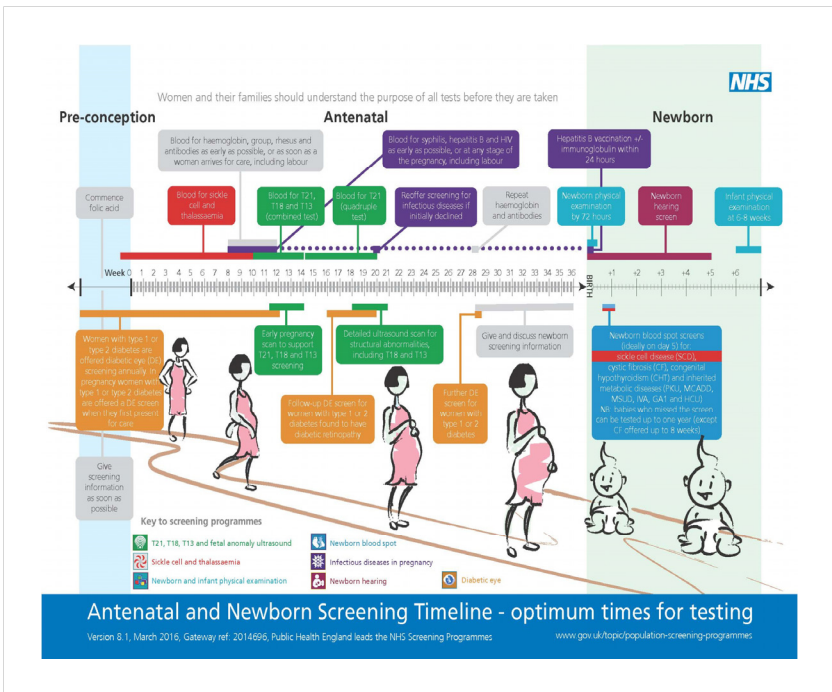 NHS
Women and their families should understand the purpose of all tests before they are taken
Pre-conception
Antenatal
Newborn
Blood for haemoglobin, group, rhesus and
antibodies as early as possible, or as soon as a
woman arrives for care, including labour
Blood for syphilis, hepatitis B and HIV
as early as possible, or at any stage of
the pregnancy, including labour
Hepatitis B vaccination +/-
immunoglobulin within
24 hours
Commence
folic acid
Blood for sickle
cell and
thalassaemia
Blood for T21,
T18 and T13
(combined test)
Blood for T21
(quadruple
test)
Reoffer screening for
infectious diseases if
initially declined
Repeat
haemoglobin
and antibodies
Newborn physical
examination
by 72 hours
Newborn
hearing
screen
Infant physical
examination
at 6-8 weeks
Week 0 1 2 3 4 5 6 7 8 9 10 11 12 13 14 15 16 17 18 19 20 21 22 23 24 25 26 27 28 29 30 31 32 33 34 35 36
BIRTH
+1 +2 +3 +4 +5 +6
Women with type 1 or
type 2 diabetes are
offered diabetic eye (DE)
screening annually. In
pregnancy women with
type 1 or type 2 diabetes
are offered a DE screen
when they first present
for care
Early pregnancy
scan to support
T21, T18 and T13
screening
Detailed ultrasound scan for
structural abnormalities,
including T18 and T13
Give and discuss newborn
screening information
Newborn blood spot screens
(ideally on day 5) for
sickle cell disease (SCD),
cystic fibrosis (CF), congenital
hypothyroidism (CHT) and inherited
metabolic diseases (PKU, MCADD,
MSUD, IVA, GA1 and HCU)
NB: babies who missed the screen
can be tested up to one year (except
CF offered up to 8 weeks)
Follow-up DE screen for
women with type 1 or 2
diabetes found to have
diabetic retinopathy
Further DE
screen for
women with
type 1 or 2
diabetes
Give
screening
information
as soon as
possible
Key to screening programmes
T21, T18, T13 and fetal anomaly ultrasound
Newborn blood spot
Sickle cell and thalassaemia
Infectious diseases in pregnancy
Newborn and infant physical examination
Newborn hearing
Diabetic eye
Antenatal and Newborn Screening Timeline - optimum times for testing
Version 8.1, March 2016, Gateway ref: 2014696, Public Health England leads the NHS Screening Programmes
www.gov.uk/topic/population-screening-programmes